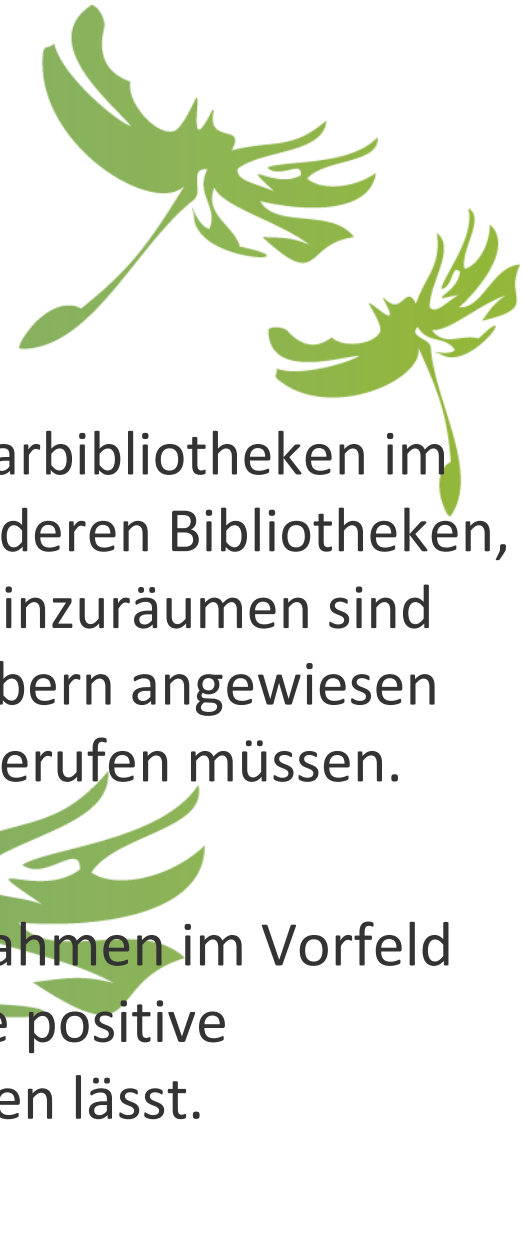 arbibliotheken im
deren Bibliotheken,
inzuräumen sind
bern angewiesen
erufen müssen.
ahmen im Vorfeld
e positive
en lässt.